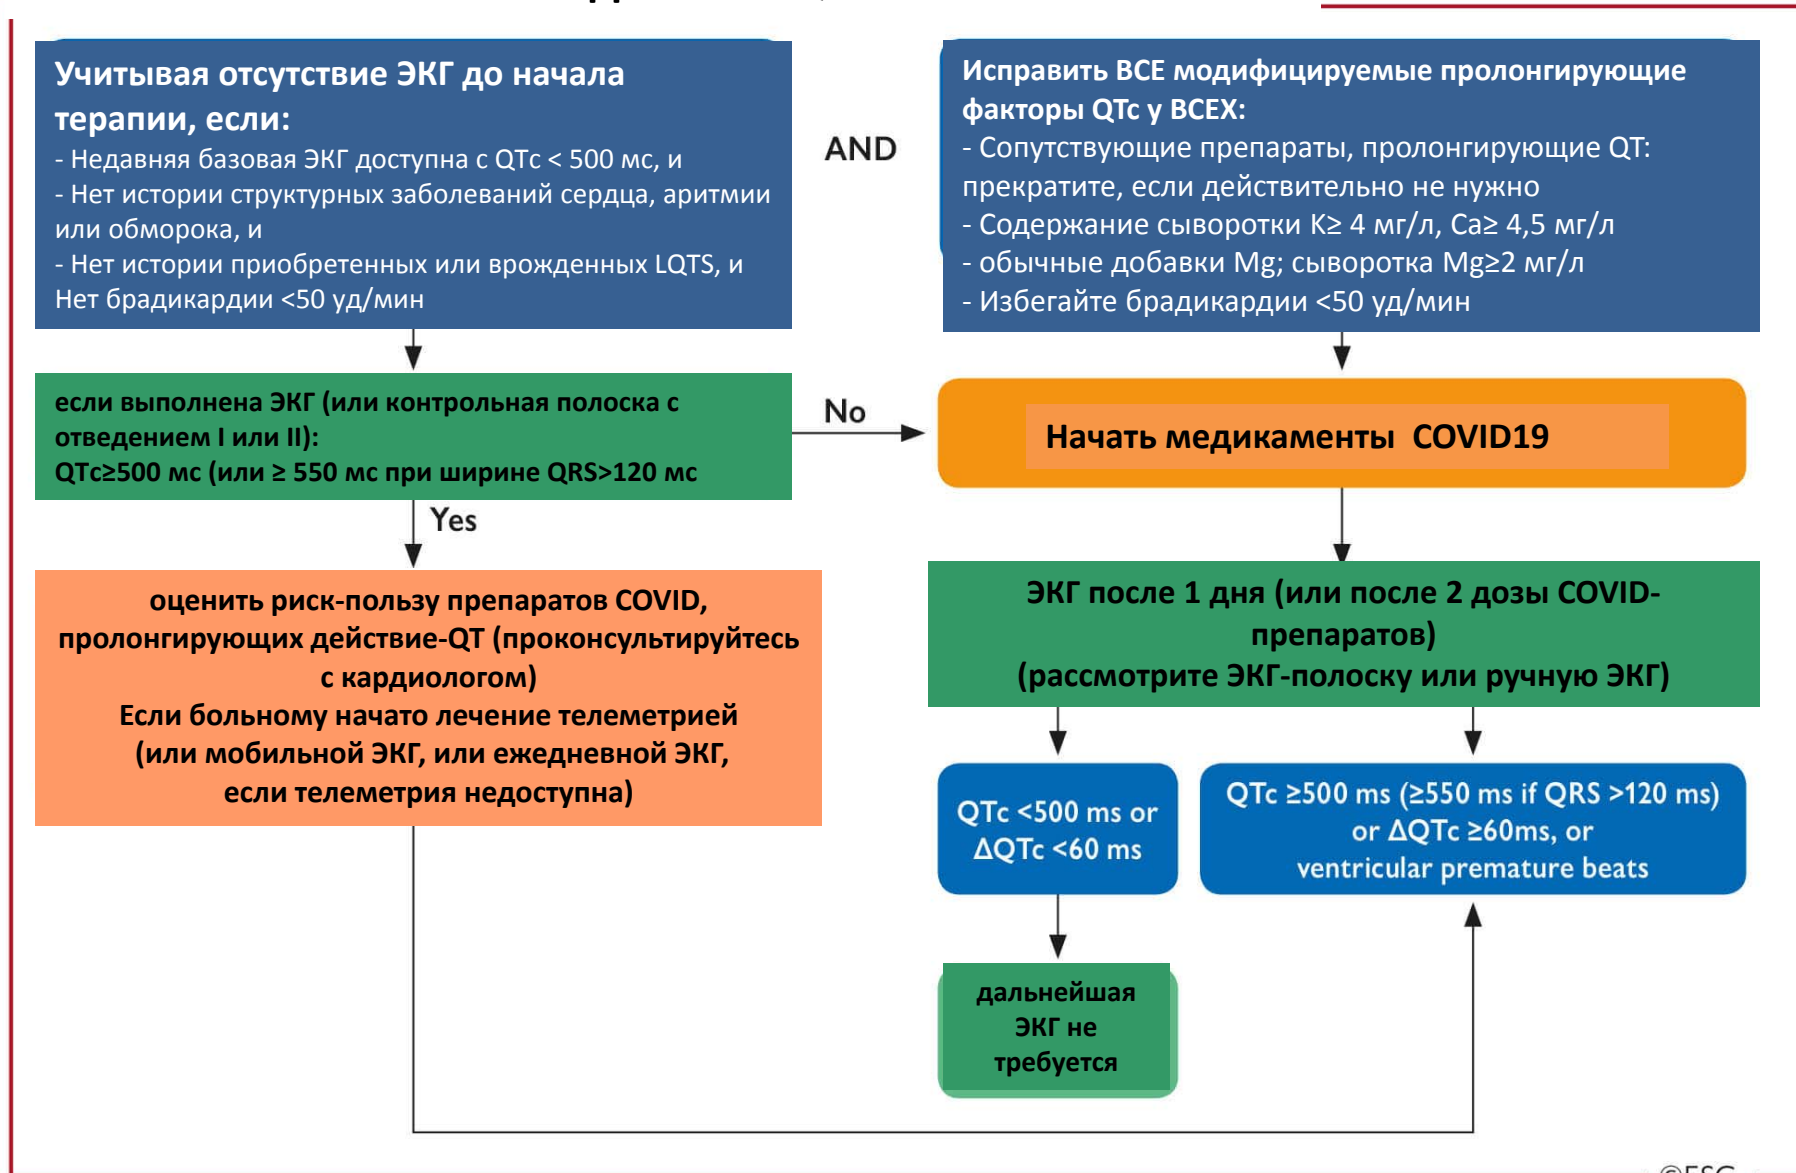 Учитывая отсутствие ЭКГ до начала
терапии, если:
- Недавняя базовая ЭКГ доступна с QTc < 500 мс, и
- Нет истории структурных заболеваний сердца, аритмии
или обморока, и
- Нет истории приобретенных или врожденных LQTS, и
Нет брадикардии <50 уд/мин
AND
Исправить ВСЕ модифицируемые пролонгирующие
факторы QTc у ВСЕХ:
- Сопутствующие препараты, пролонгирующие QT:
прекратите, если действительно не нужно
- Содержание сыворотки K≥ 4 мг/л, Ca≥ 4,5 мг/л
- обычные добавки Mg; сыворотка Mg≥2 мг/л
- Избегайте брадикардии <50 уд/мин
если выполнена ЭКГ (или контрольная полоска с
отведением I или II):
QTc≥500 мс (или ≥ 550 мс при ширине QRS>120 мс
No
Начать медикаменты COVID19
Yes
оценить риск-пользу препаратов COVID,
пролонгирующих действие-QT (проконсультируйтесь
с кардиологом)
Если больному начато лечение телеметрией
(или мобильной ЭКГ, или ежедневной ЭКГ,
если телеметрия недоступна)
ЭКГ после 1 дня (или после 2 дозы COVID-
препаратов)
(рассмотрите ЭКГ-полоску или ручную ЭКГ)
QTc <500 ms or
ΔQTc <60 ms
QTc ≥500 ms (≥550 ms if QRS >120 ms)
or ΔQTc ≥60ms, or
ventricular premature beats
дальнейшая
ЭКГ не
требуется